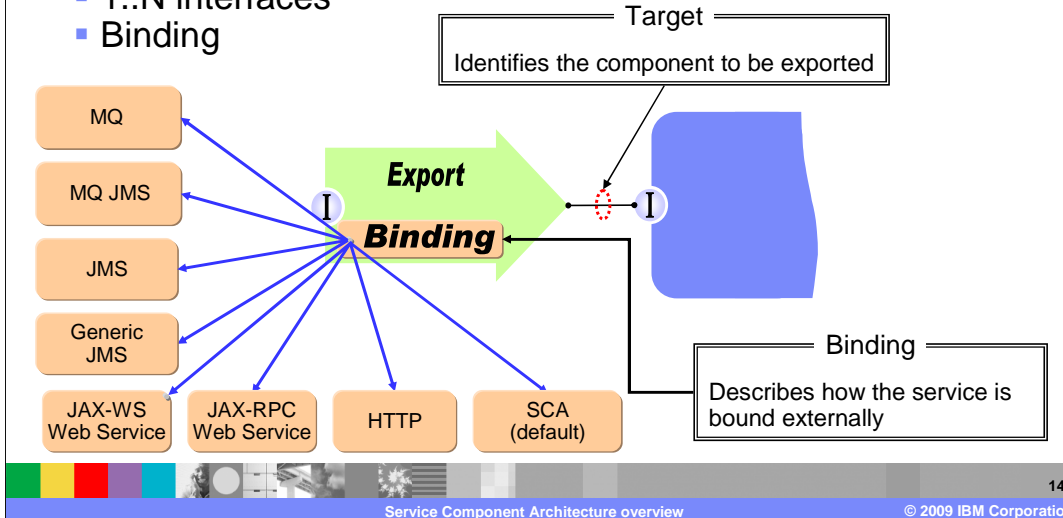 1..N interfaces
Binding
Target
Identifies the component to be exported
MQ
MQ JMS
JMS
Generic
JMS
JAX-WS
Web Service
JAX-RPC
Web Service
HTTP
SCA
(default)
Export
Binding
I
I
Binding
Describes how the service is
bound externally
14
Service Component Architecture overview
© 2009 IBM Corporatio